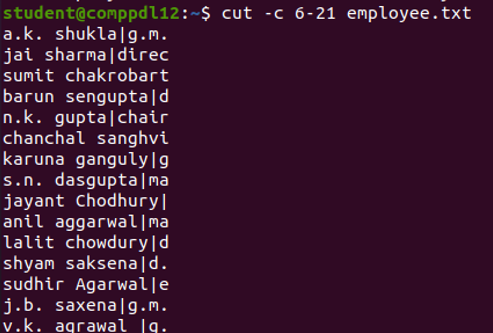 student@comppdl12:~$ cut -c 6-21 employee.txt
a.k. shukla|g.m.
jai sharma|direc
sumit chakrobart
barun sengupta|d
n.k. gupta|chair
chanchal sanghvi
karuna ganguly|g
s.n. dasgupta|ma
jayant Chodhury|
anil aggarwal|ma
lalit chowdury|d
shyam saksena|d.
sudhir Agarwal|e
j.b. saxena|g.m.
v.k. agrawal |g.